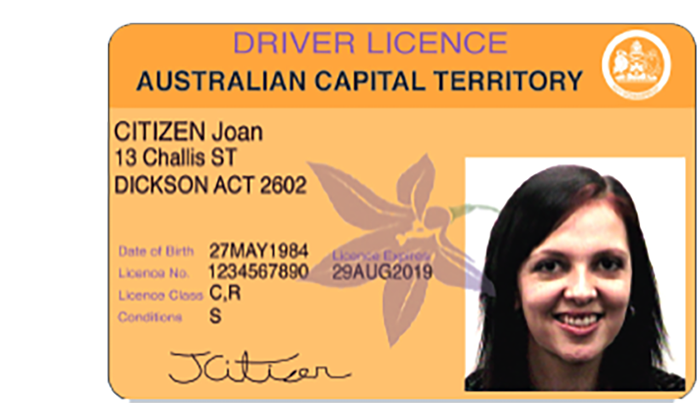 DRIVER LICENCE
AUSTRALIAN CAPITAL TERRITORY
CITIZEN Joan
13 Challis ST
DICKSON ACT 2602
Date of Birth 27MAY1984
Licence Expires
Licence No. 1234567890 29AUG2019
Licence Class C,R
Conditions S
JCitizen